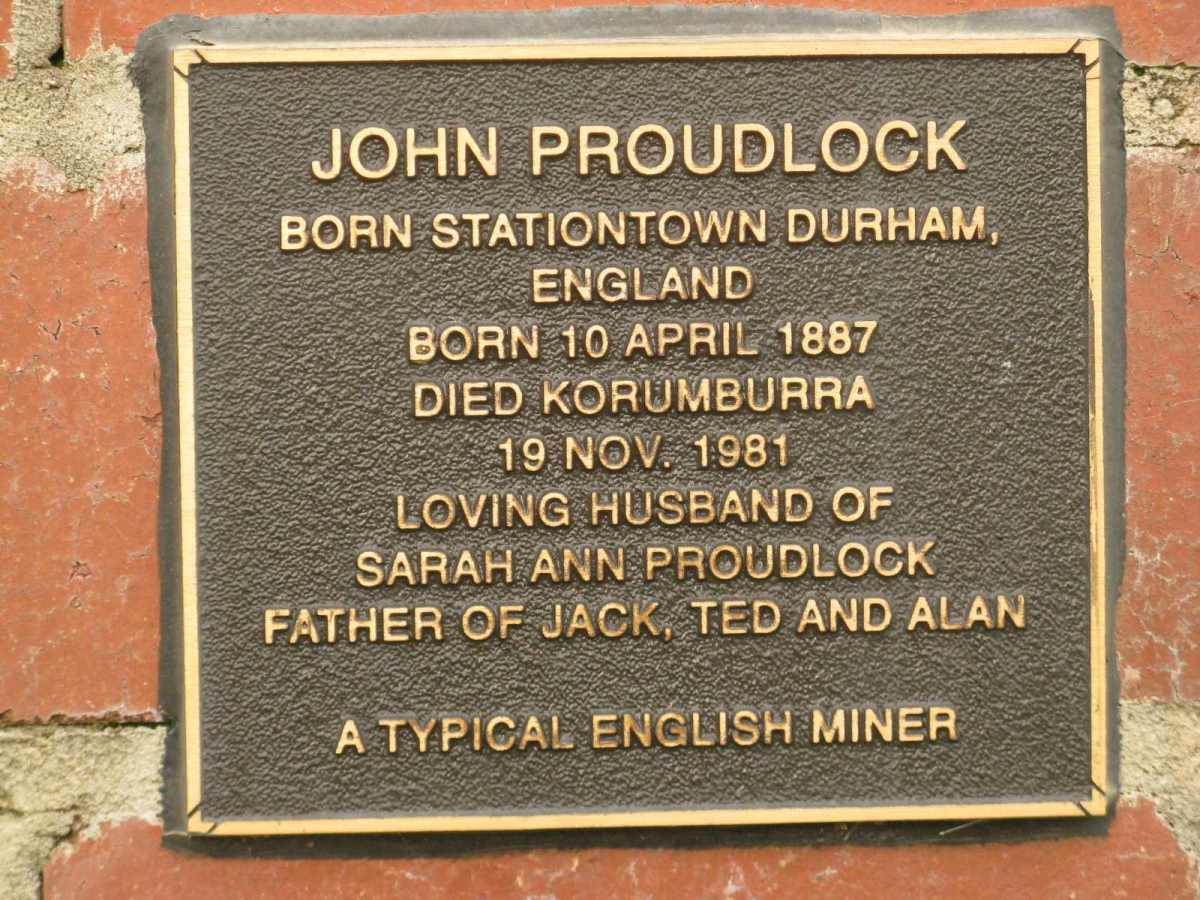 JOHN PROUDLOCK
BORN STATIONTOWN DURHAM,
ENGLAND
BORN 10 APRIL 1887
DIED KORUMBURRA
19 NOV. 1981
LOVING HUSBAND OF
SARAH ANN PROUDLOCK
FATHER OF JACK, TED AND ALAN
A TYPICAL ENGLISH MINER